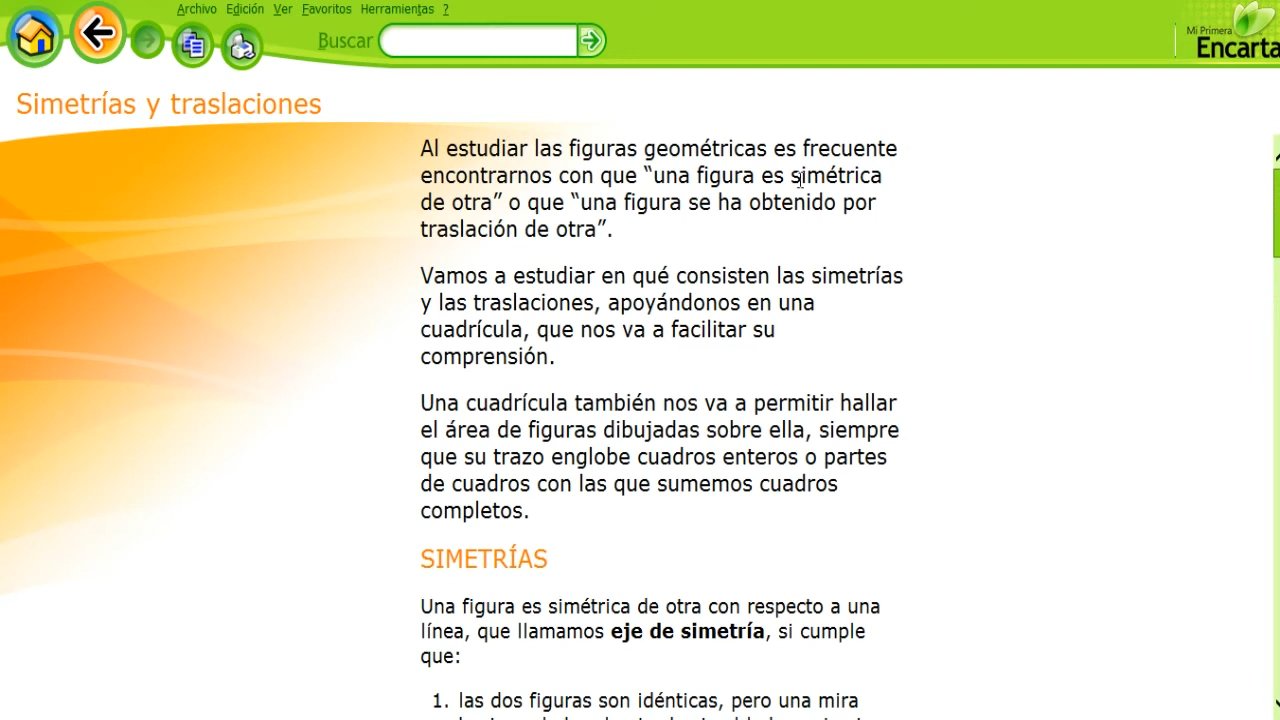 Archivo Edición Ver Favoritos Herramientas ?
Buscar
Mi Primera
Encarta
Simetrías y traslaciones
Al estudiar las figuras geométricas es frecuente
encontrarnos con que “una figura es simétrica
de otra” o que “una figura se ha obtenido por
traslación de otra”.
Vamos a estudiar en qué consisten las simetrías
y las traslaciones, apoyándonos en una
cuadrícula, que nos va a facilitar su
comprensión.
Una cuadrícula también nos va a permitir hallar
el área de figuras dibujadas sobre ella, siempre
que su trazo englobe cuadros enteros o partes
de cuadros con las que sumemos cuadros
completos.
SIMETRÍAS
Una figura es simétrica de otra con respecto a una
línea, que llamamos eje de simetría, si cumple
que:
1. las dos figuras son idénticas, pero una mira